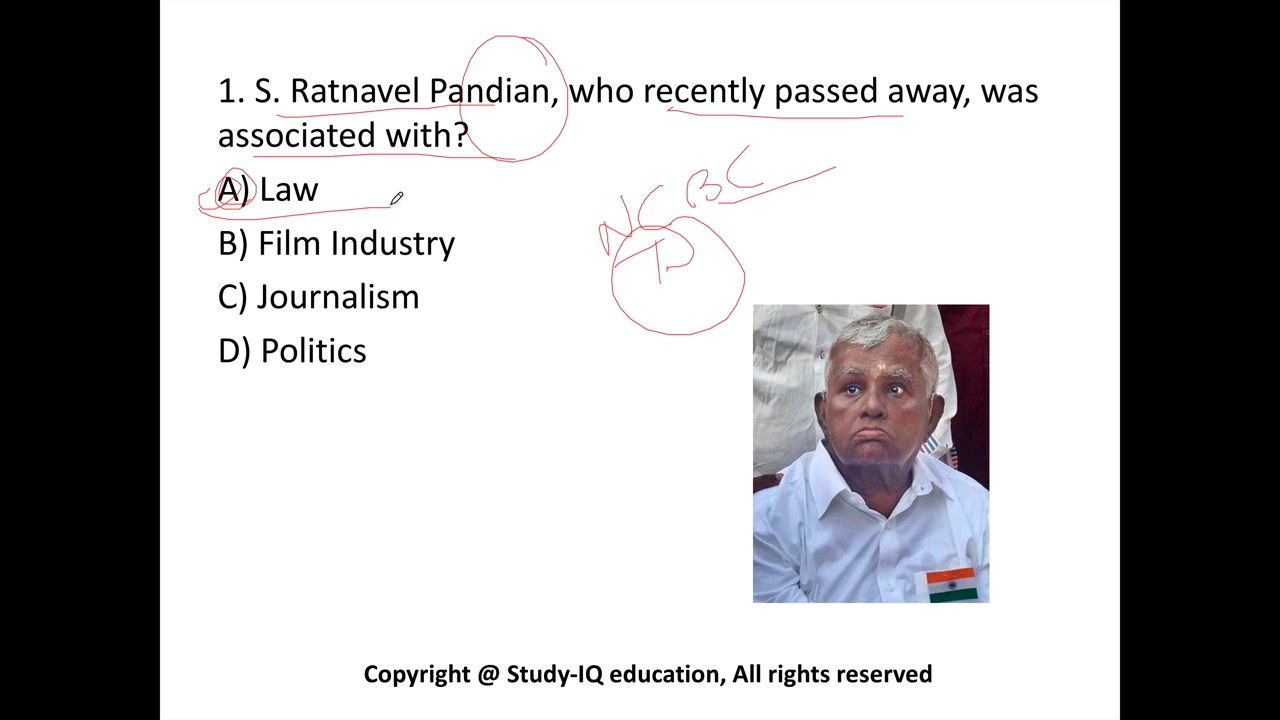 1. S. Ratnavel Pandian, who recently passed away, was
associated with?
A) Law
NCBC
B) Film Industry
C) Journalism
D) Politics
Copyright @ Study-IQ education, All rights reserved